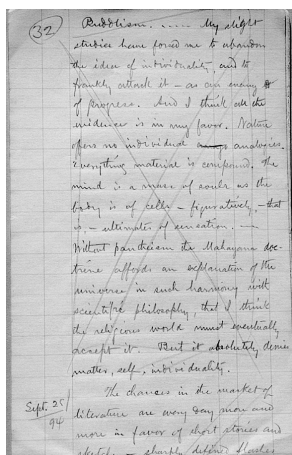 (32) Buddhism. ..... My slight
studies have forced me to abandon
the idea of individuality, and to
frankly attack it – as an enemy
of progress. And I think all the
evidence is in my favor. Nature
offers no individual analogies.
Everything material is compound. The
mind is a mass of souls as the
body is of cells – figuratively, – that
is – ultimates of sensation. —
Without pantheism the Mahayana doc-
trine affords an explanation of the
universe in such harmony with
scientific philosophy, that I think
the religious world must eventually
accept it. But it absolutely denies
matter, self, individuality.
The chances in the market of
Sept. 25/94 literature are every day more and
more in favor of short stories and
sketches – sharply defined flashes